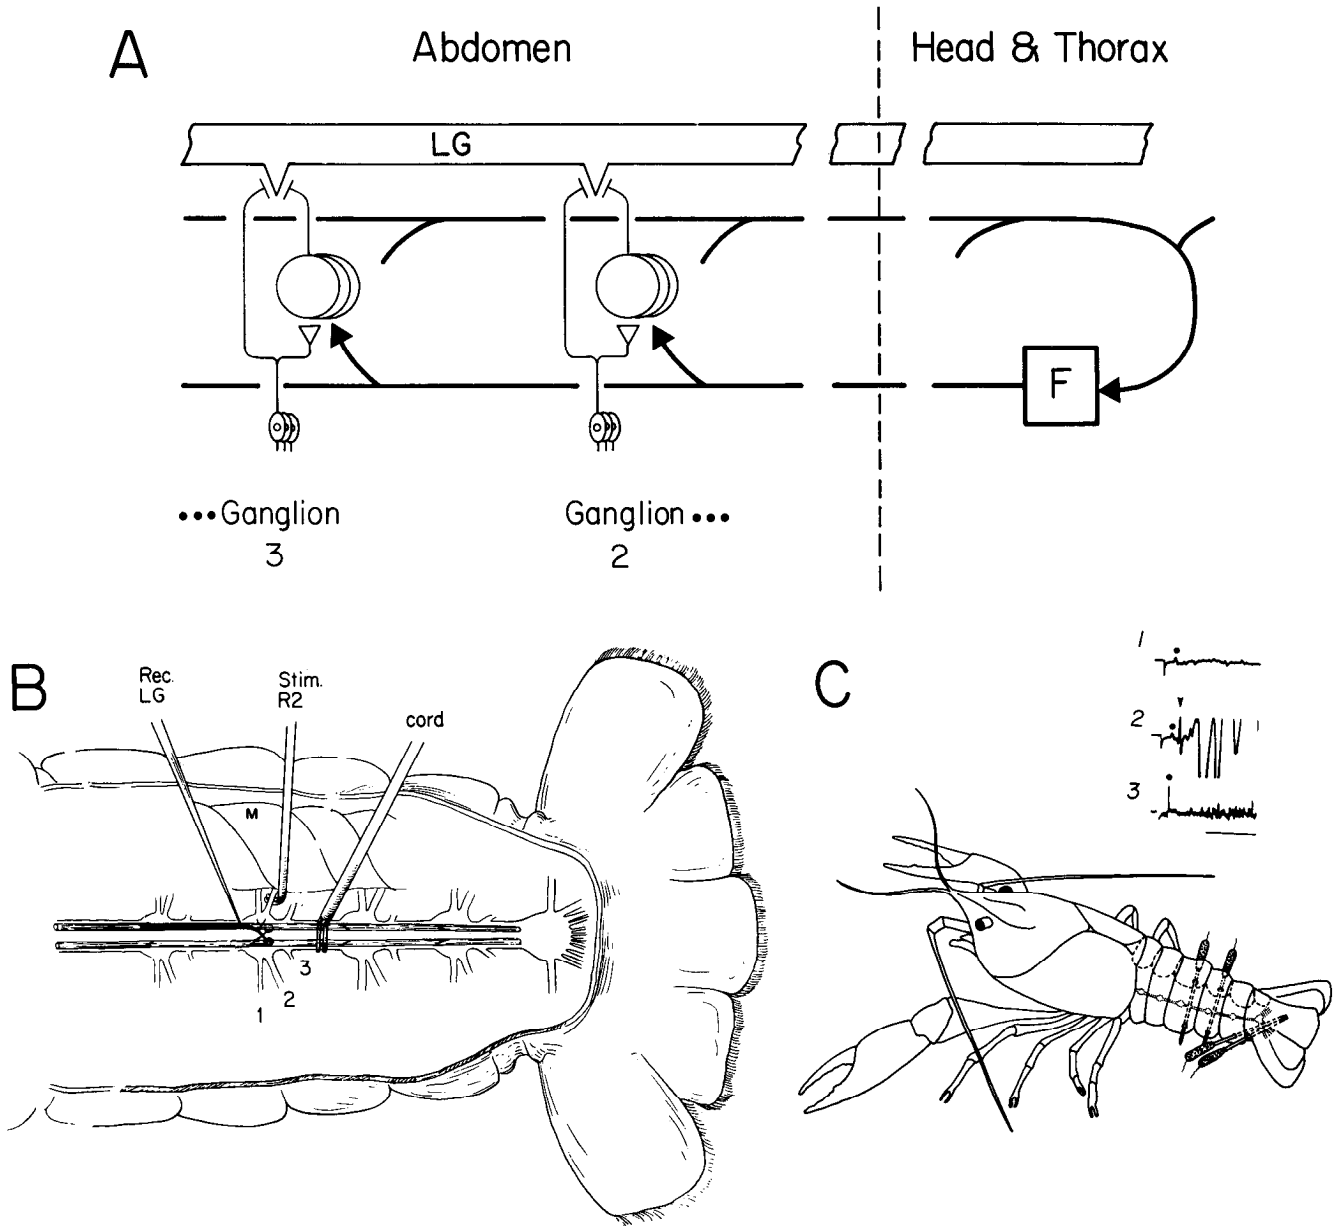 A
Abdomen
Head & Thorax
LG
F
•••Ganglion
3
Ganglion•••
2
B
Rec.
LG
Stim.
R2
cord
M
3
2
1
C
1
2
3